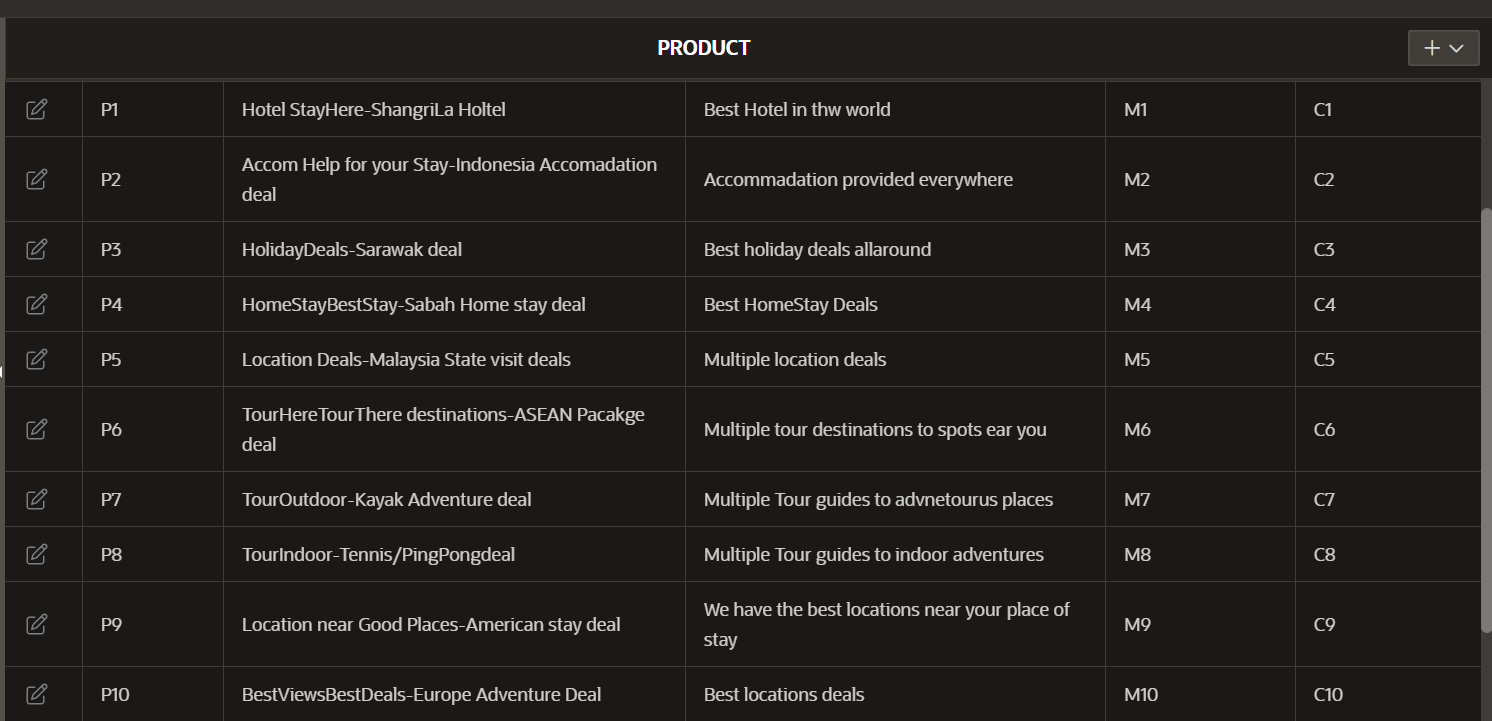 PRODUCT
P1 Hotel StayHere-ShangriLa Holtel Best Hotel in thw world M1 C1
Accom Help for your Stay-Indonesia Accomadation
P2 deal Accommadation provided everywhere M2 C2
P3 HolidayDeals-Sarawak deal Best holiday deals allaround M3 C3
P4 HomeStayBestStay-Sabah Home stay deal Best HomeStay Deals M4 C4
P5 Location Deals-Malaysia State visit deals Multiple location deals M5 C5
TourHereTourThere destinations-ASEAN Pacakge
P6 deal Multiple tour destinations to spots ear you M6 C6
P7 TourOutdoor-Kayak Adventure deal Multiple Tour guides to advnetourus places M7 C7
P8 TourIndoor-Tennis/PingPongdeal Multiple Tour guides to indoor adventures M8 C8
P9 Location near Good Places-American stay deal We have the best locations near your place of
stay M9 C9
P10 BestViewsBestDeals-Europe Adventure Deal Best locations deals M10 C10